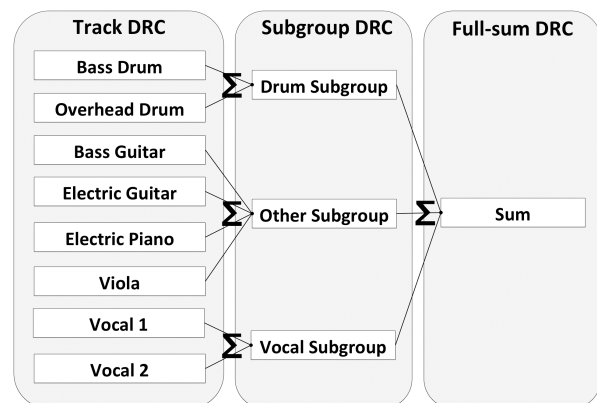 Track DRC
Bass Drum
Overhead Drum
Bass Guitar
Electric Guitar
Electric Piano
Viola
Vocal 1
Vocal 2
Σ
Σ
Σ
Subgroup DRC
Drum Subgroup
Other Subgroup
Vocal Subgroup
Σ
Full-sum DRC
Sum